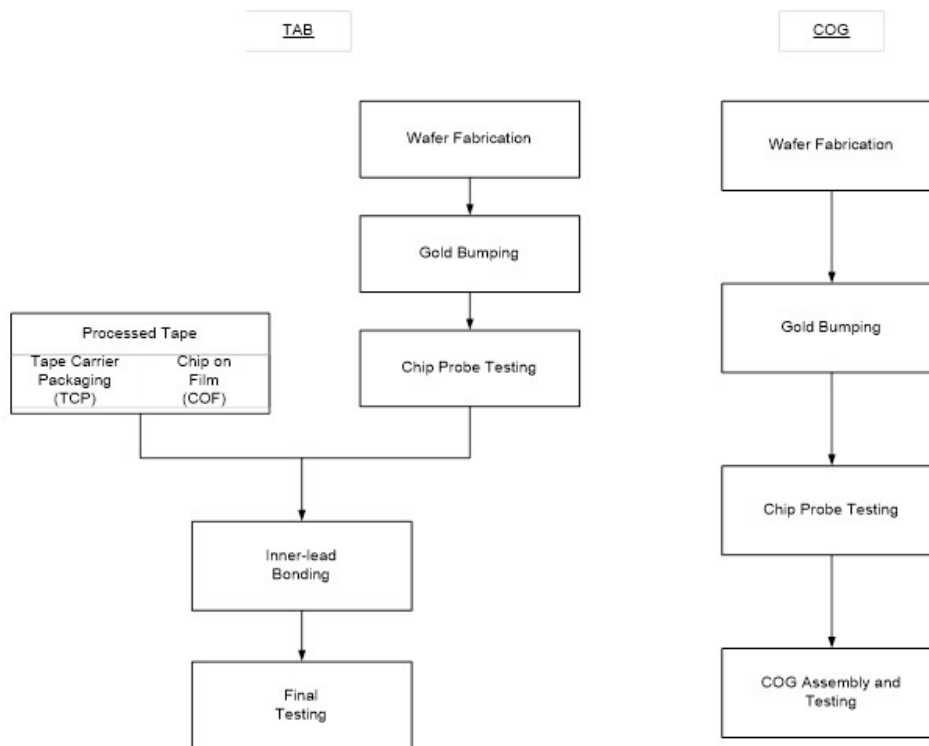 TAB
COG
Wafer Fabrication
Gold Bumping
Chip Probe Testing
Processed Tape
Tape Carrier
Packaging
(TCP)
Chip on
Film
(COF)
Inner-lead
Bonding
Final
Testing
Wafer Fabrication
Gold Bumping
Chip Probe Testing
COG Assembly and
Testing